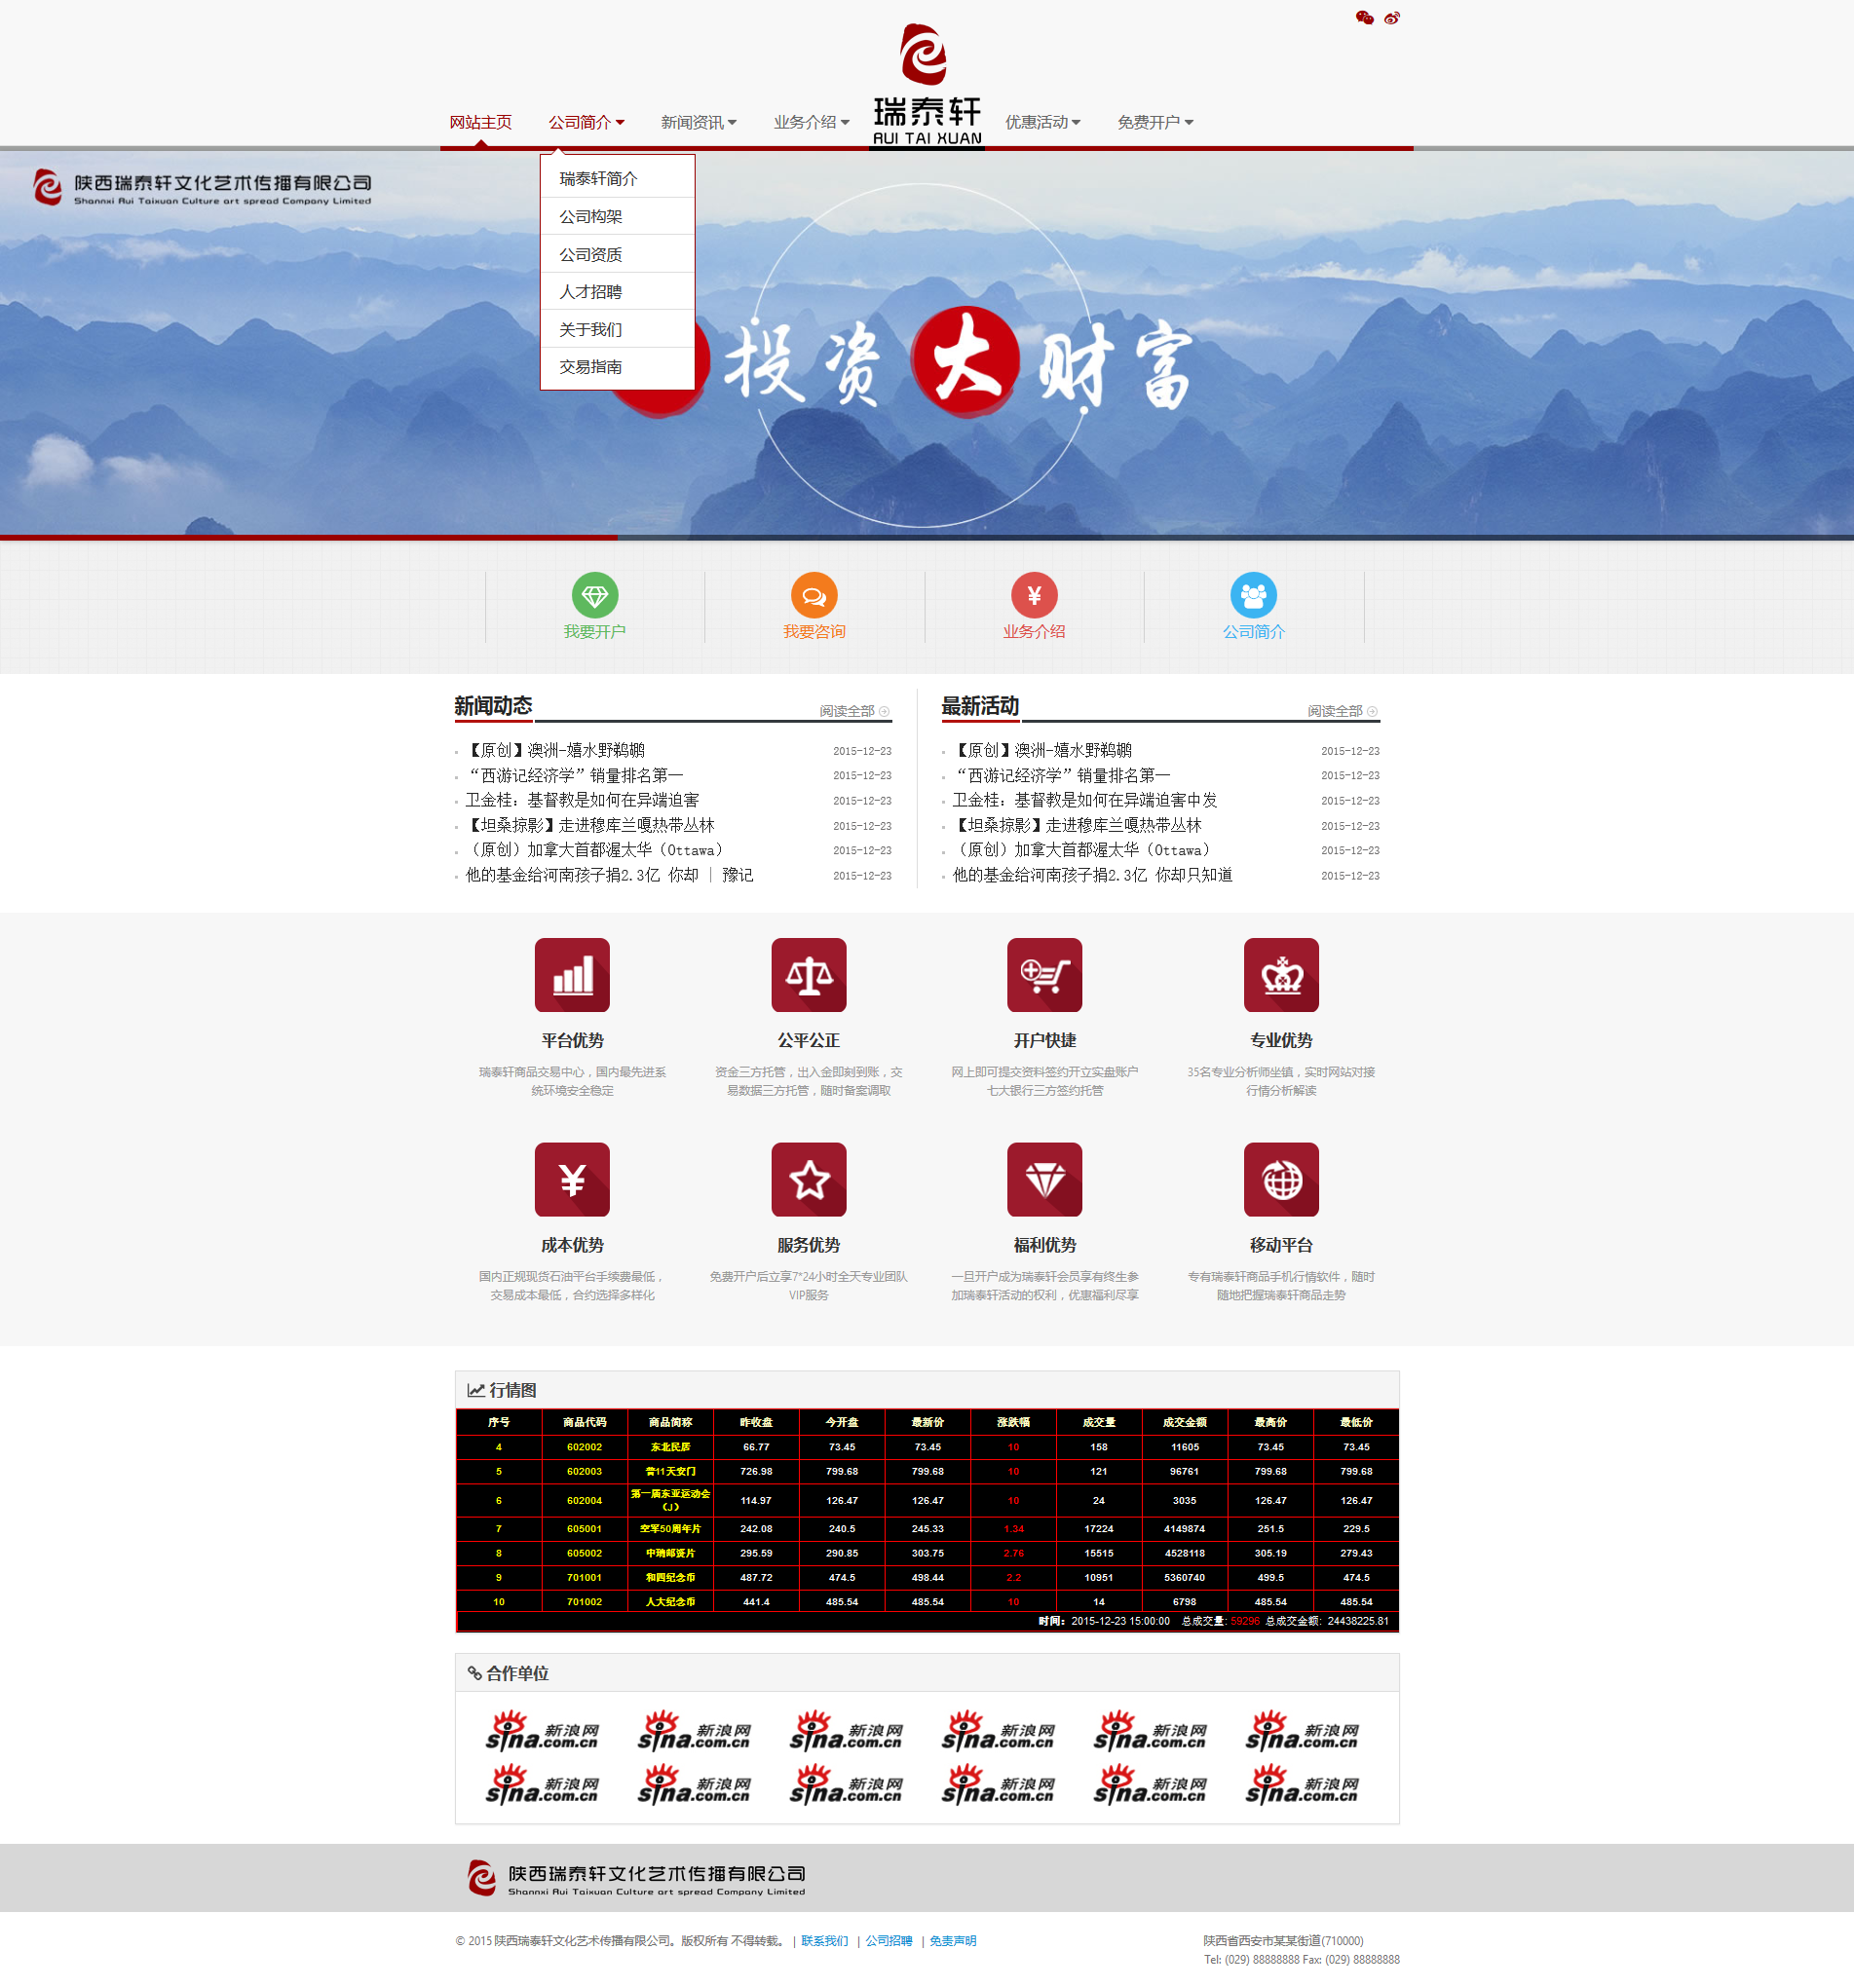 网站主页
公司简介
新闻资讯
业务介绍
瑞泰轩
RUI TAI XUAN
优惠活动
免费开户
陕西瑞泰轩文化艺术传播有限公司
Shannxi Rui Taixuan Culture art spread Company Limited
瑞泰轩简介
公司构架
公司资质
人才招聘
关于我们
交易指南
投资大财富
我要开户
我要咨询
业务介绍
公司简介
新闻动态
阅读全部
【原创】澳洲-嬉水野鹈鹕 2015-12-23
“西游记经济学”销量排名第一 2015-12-23
卫金桂：基督教是如何在异端迫害 2015-12-23
【坦桑掠影】走进穆库兰嘎热带丛林 2015-12-23
（原创）加拿大首都渥太华（Ottawa） 2015-12-23
他的基金给河南孩子捐2.3亿 你却 | 豫记 2015-12-23
最新活动
阅读全部
【原创】澳洲-嬉水野鹈鹕 2015-12-23
“西游记经济学”销量排名第一 2015-12-23
卫金桂：基督教是如何在异端迫害中发 2015-12-23
【坦桑掠影】走进穆库兰嘎热带丛林 2015-12-23
（原创）加拿大首都渥太华（Ottawa） 2015-12-23
他的基金给河南孩子捐2.3亿 你却只知道 2015-12-23
平台优势
瑞泰轩商品交易中心，国内最先进系
统环境安全稳定
公平公正
资金三方托管，出入金即刻到账，交
易数据三方托管，随时备案调取
开户快捷
网上即可提交资料签约开立实盘账户
七大银行三方签约托管
专业优势
35名专业分析师坐镇，实时网站对接
行情分析解读
成本优势
国内正规现货石油平台手续费最低，
交易成本最低，合约选择多样化
服务优势
免费开户后立享7*24小时全天专业团队
VIP服务
福利优势
一旦开户成为瑞泰轩会员享有终生参
加瑞泰轩活动的权利，优惠福利尽享
移动平台
专有瑞泰轩商品手机行情软件，随时
随地把握瑞泰轩商品走势
行情图
序号 商品代码 商品简称 昨收盘 今开盘 最新价 涨跌幅 成交量 成交金额 最高价 最低价
4 602002 东北民居 66.77 73.45 73.45 10 158 11605 73.45 73.45
5 602003 普11天安门 726.98 799.68 799.68 10 121 96761 799.68 799.68
6 602004 第一届东亚运动会（J） 114.97 126.47 126.47 10 24 3035 126.47 126.47
7 605001 空军50周年片 242.08 240.5 245.33 1.34 17224 4149874 251.5 229.5
8 605002 中瑞邮资片 295.59 290.85 303.75 2.76 15515 4528118 305.19 279.43
9 701001 和四纪念币 487.72 474.5 498.44 2.2 10951 5360740 499.5 474.5
10 701002 人大纪念币 441.4 485.54 485.54 10 14 6798 485.54 485.54
时间：2015-12-23 15:00:00 总成交量: 59296 总成交金额: 24438225.81
合作单位
sina 新浪网 .com.cn
sina 新浪网 .com.cn
sina 新浪网 .com.cn
sina 新浪网 .com.cn
sina 新浪网 .com.cn
sina 新浪网 .com.cn
sina 新浪网 .com.cn
sina 新浪网 .com.cn
sina 新浪网 .com.cn
sina 新浪网 .com.cn
sina 新浪网 .com.cn
sina 新浪网 .com.cn
陕西瑞泰轩文化艺术传播有限公司
Shannxi Rui Taixuan Culture art spread Company Limited
© 2015 陕西瑞泰轩文化艺术传播有限公司。版权所有 不得转载。 | 联系我们 | 公司招聘 | 免责声明
陕西省西安市某某街道(710000)
Tel: (029) 88888888 Fax: (029) 88888888